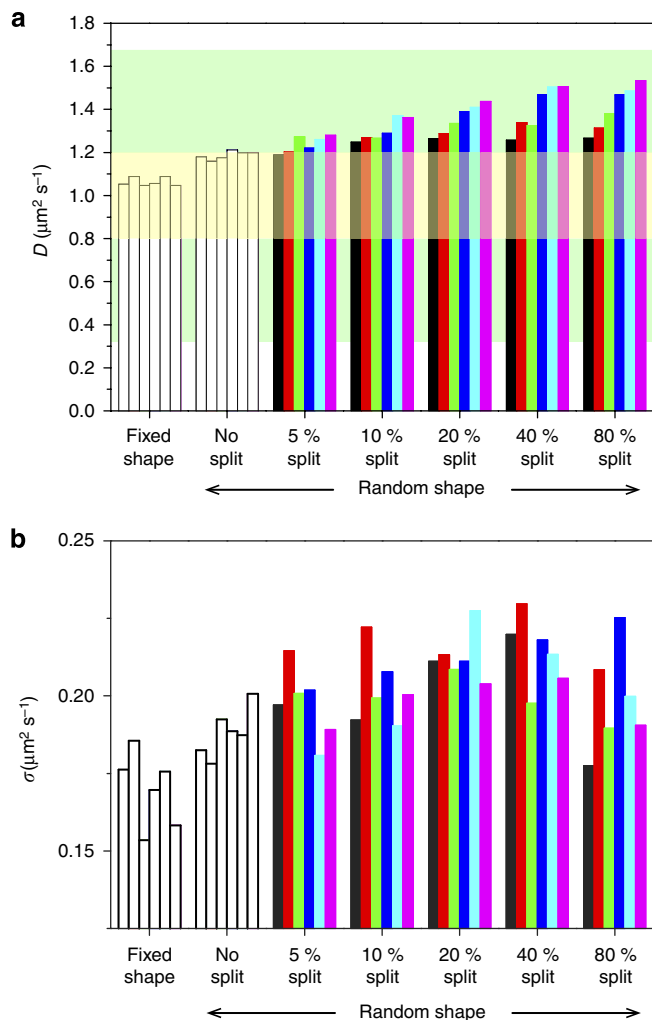 a
1.8
1.6
1.4
1.2
1.0
0.8
0.6
0.4
0.2
0.0
D (µm² s⁻¹)
Fixed shape
No split
5 % split
10 % split
20 % split
40 % split
80 % split
Random shape
b
0.25
0.20
0.15
σ(µm² s⁻¹)
Fixed shape
No split
5 % split
10 % split
20 % split
40 % split
80 % split
Random shape